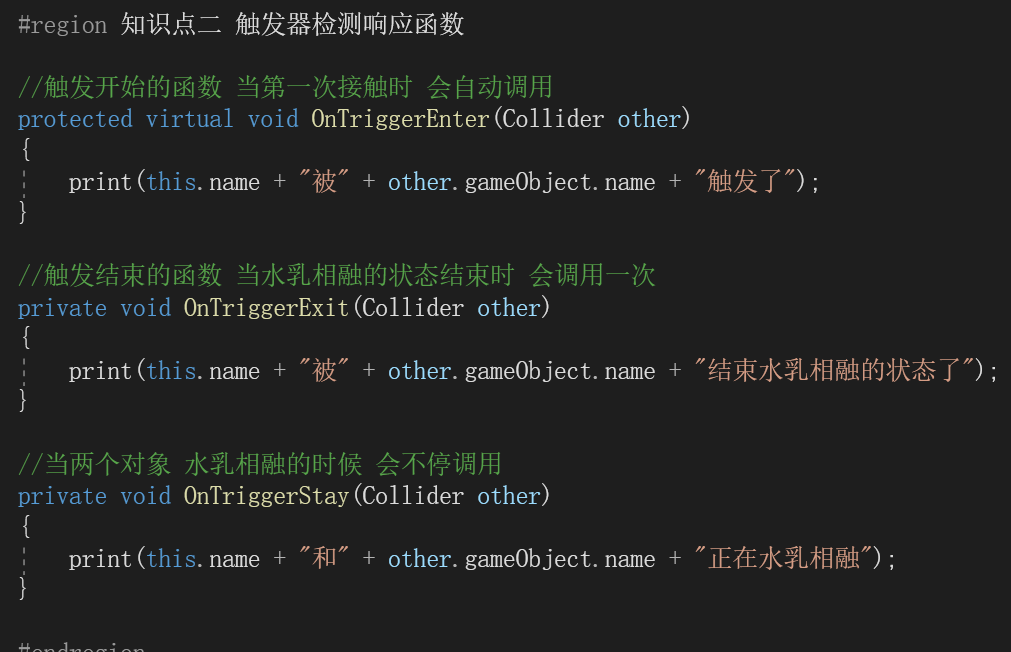 #region 知识点二 触发器检测响应函数
//触发开始的函数 当第一次接触时 会自动调用
protected virtual void OnTriggerEnter(Collider other)
{
print(this.name + "被" + other.gameObject.name + "触发了");
}
//触发结束的函数 当水乳相融的状态结束时 会调用一次
private void OnTriggerExit(Collider other)
{
print(this.name + "被" + other.gameObject.name + "结束水乳相融的状态了");
}
//当两个对象 水乳相融的时候 会不停调用
private void OnTriggerStay(Collider other)
{
print(this.name + "和" + other.gameObject.name + "正在水乳相融");
}
#endregion